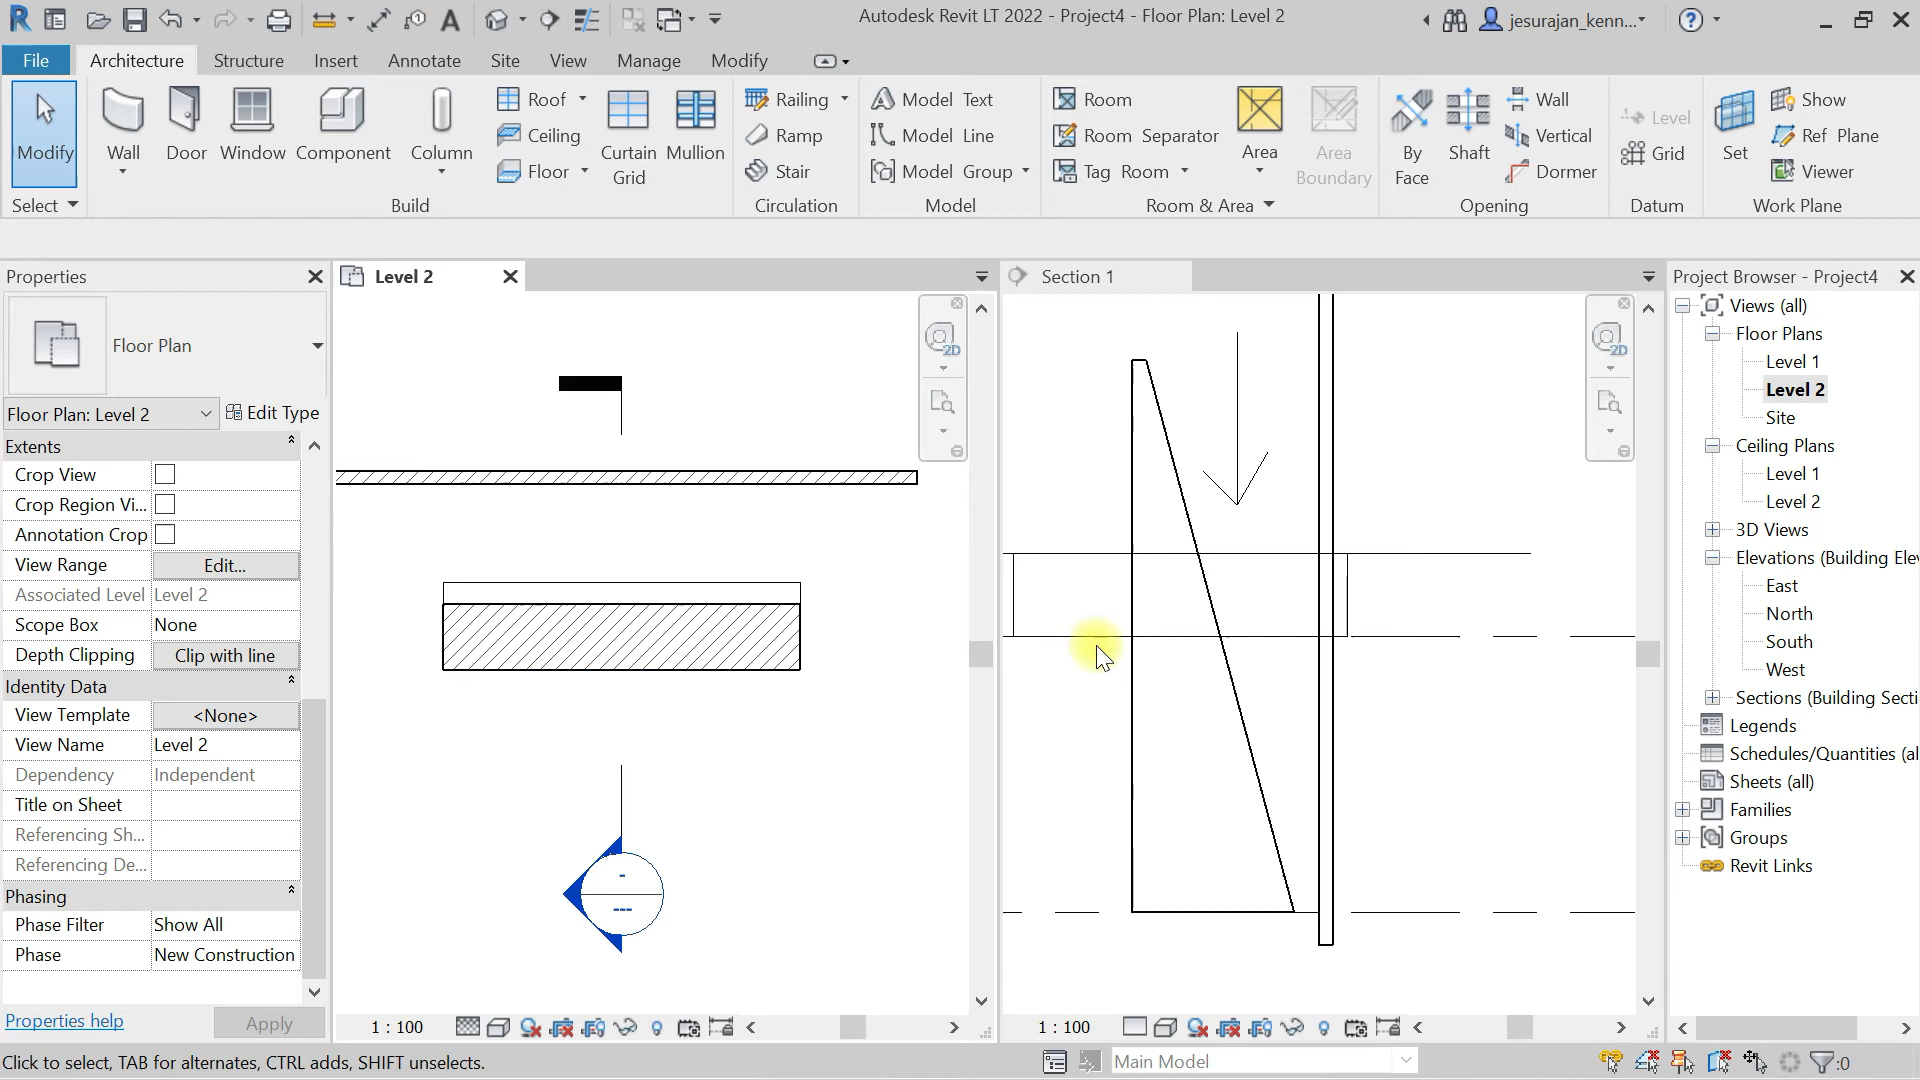 Autodesk Revit LT 2022 - Project4 - Floor Plan: Level 2
jesurajan_kenn...
File
Architecture
Structure
Insert
Annotate
Site
View
Manage
Modify
Modify
Wall
Door
Window
Component
Column
Roof
Ceiling
Floor
Curtain
Grid
Mullion
Railing
Ramp
Stair
Model Text
Model Line
Model Group
Room
Room Separator
Tag Room
Area
Area
Boundary
By
Face
Shaft
Wall
Vertical
Dormer
Level
Grid
Set
Show
Ref Plane
Viewer
Select
Build
Circulation
Model
Room & Area
Opening
Datum
Work Plane
Properties
Floor Plan
Floor Plan: Level 2
Edit Type
Extents
Crop View
Crop Region Vi...
Annotation Crop
View Range
Edit...
Associated Level
Level 2
Scope Box
None
Depth Clipping
Clip with line
Identity Data
View Template
<None>
View Name
Level 2
Dependency
Independent
Title on Sheet
Referencing Sh...
Referencing De...
Phasing
Phase Filter
Show All
Phase
New Construction
Properties help
Apply
Level 2
2D
-
---
1 : 100
Section 1
2D
1 : 100
Project Browser - Project4
Views (all)
Floor Plans
Level 1
Level 2
Site
Ceiling Plans
Level 1
Level 2
3D Views
Elevations (Building Ele
East
North
South
West
Sections (Building Secti
Legends
Schedules/Quantities (al
Sheets (all)
Families
Groups
Revit Links
Click to select, TAB for alternates, CTRL adds, SHIFT unselects.
Main Model
:0